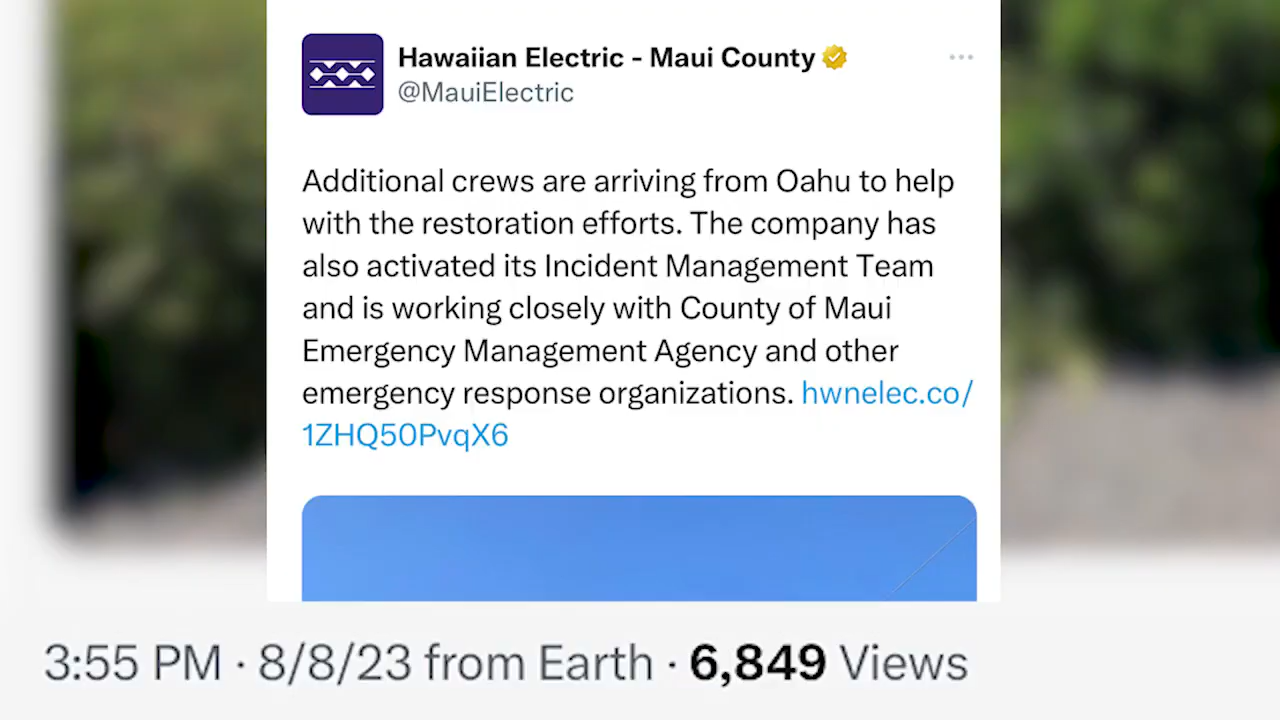 Hawaiian Electric - Maui County
@MauiElectric
Additional crews are arriving from Oahu to help
with the restoration efforts. The company has
also activated its Incident Management Team
and is working closely with County of Maui
Emergency Management Agency and other
emergency response organizations. hwnelec.co/
1ZHQ50PvqX6
3:55 PM · 8/8/23 from Earth · 6,849 Views